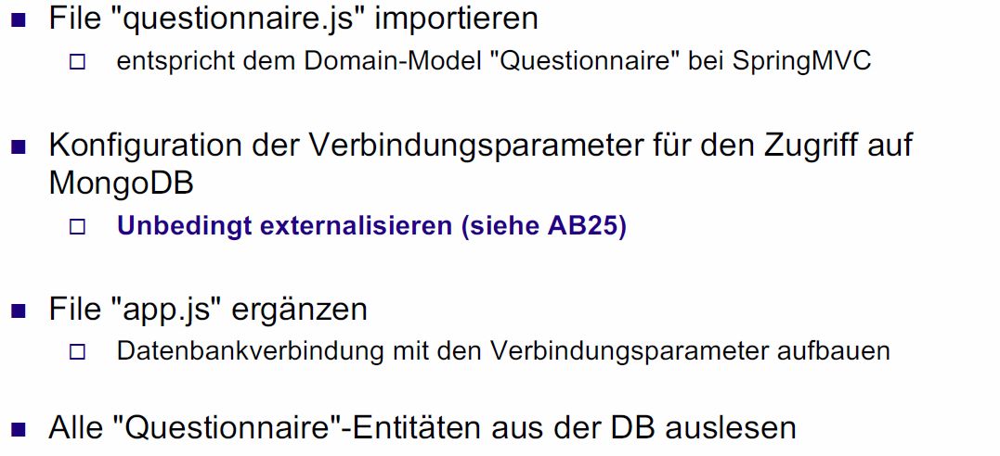 File "questionnaire.js" importieren
entspricht dem Domain-Model "Questionnaire" bei SpringMVC
Konfiguration der Verbindungsparameter für den Zugriff auf
MongoDB
Unbedingt externalisieren (siehe AB25)
File "app.js" ergänzen
Datenbankverbindung mit den Verbindungsparameter aufbauen
Alle "Questionnaire"-Entitäten aus der DB auslesen